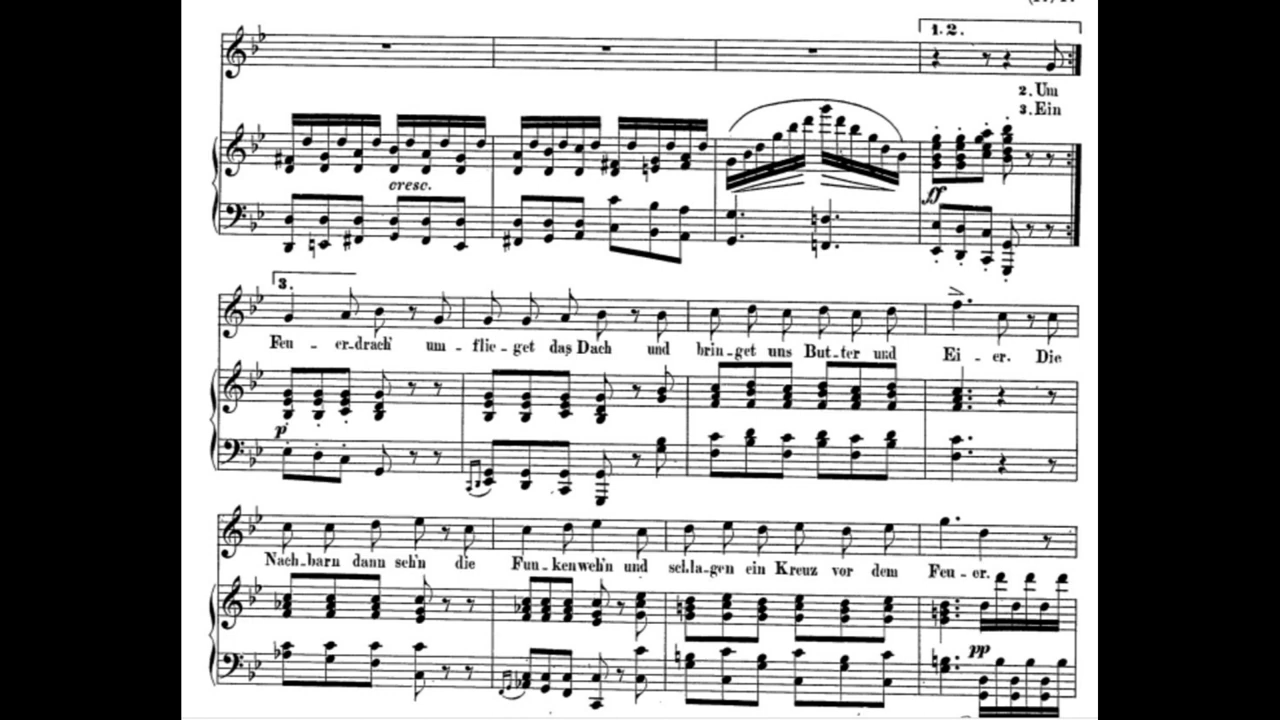 1. 2.
2. Um
3. Ein
cresc.
ff
3.
Feu - er-drach' um - flie - get das Dach und brin - get uns But - ter und Ei - er. Die
p
Nach - barn dann seh'n die Fun - ken weh'n und schla - gen ein Kreuz vor dem Feu - er.
pp